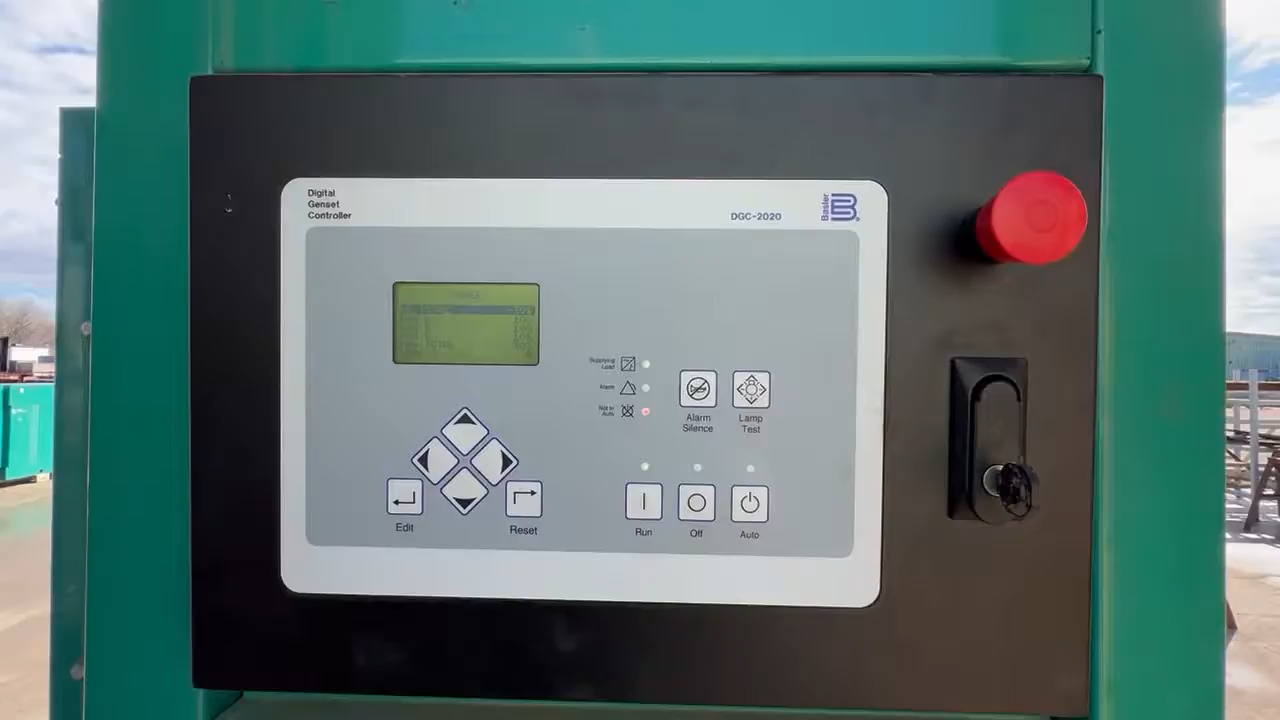 Digital
Genset
Controller
DGC-2020
Basler
Supplying
Load
Alarm
Not in
Auto
Alarm
Silence
Lamp
Test
Edit
Reset
Run
Off
Auto